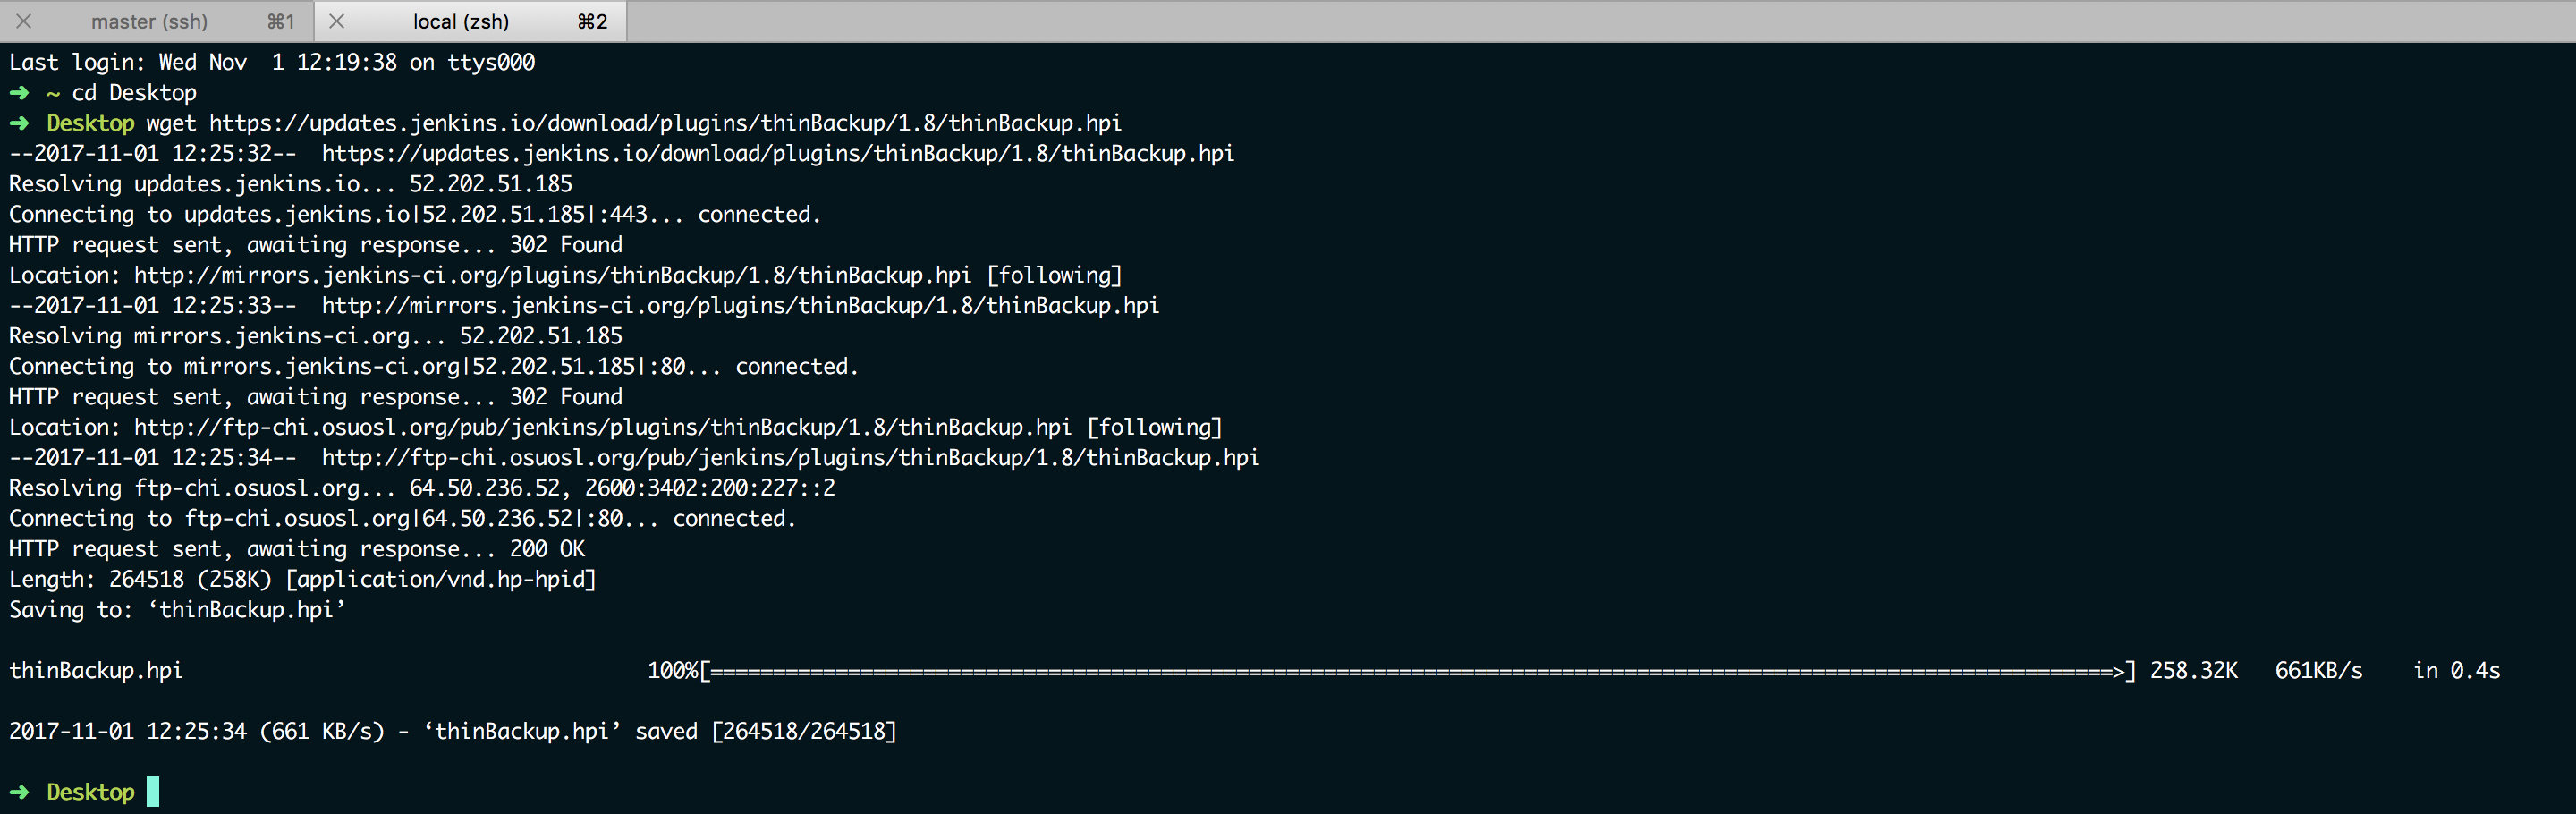 master (ssh) ⌘1 local (zsh) ⌘2
Last login: Wed Nov  1 12:19:38 on ttys000
➜  ~ cd Desktop
➜  Desktop wget https://updates.jenkins.io/download/plugins/thinBackup/1.8/thinBackup.hpi
--2017-11-01 12:25:32--  https://updates.jenkins.io/download/plugins/thinBackup/1.8/thinBackup.hpi
Resolving updates.jenkins.io... 52.202.51.185
Connecting to updates.jenkins.io|52.202.51.185|:443... connected.
HTTP request sent, awaiting response... 302 Found
Location: http://mirrors.jenkins-ci.org/plugins/thinBackup/1.8/thinBackup.hpi [following]
--2017-11-01 12:25:33--  http://mirrors.jenkins-ci.org/plugins/thinBackup/1.8/thinBackup.hpi
Resolving mirrors.jenkins-ci.org... 52.202.51.185
Connecting to mirrors.jenkins-ci.org|52.202.51.185|:80... connected.
HTTP request sent, awaiting response... 302 Found
Location: http://ftp-chi.osuosl.org/pub/jenkins/plugins/thinBackup/1.8/thinBackup.hpi [following]
--2017-11-01 12:25:34--  http://ftp-chi.osuosl.org/pub/jenkins/plugins/thinBackup/1.8/thinBackup.hpi
Resolving ftp-chi.osuosl.org... 64.50.236.52, 2600:3402:200:227::2
Connecting to ftp-chi.osuosl.org|64.50.236.52|:80... connected.
HTTP request sent, awaiting response... 200 OK
Length: 264518 (258K) [application/vnd.hp-hpid]
Saving to: ‘thinBackup.hpi’
thinBackup.hpi 100%[================================================================================================================>] 258.32K   661KB/s    in 0.4s
2017-11-01 12:25:34 (661 KB/s) - ‘thinBackup.hpi’ saved [264518/264518]
➜  Desktop